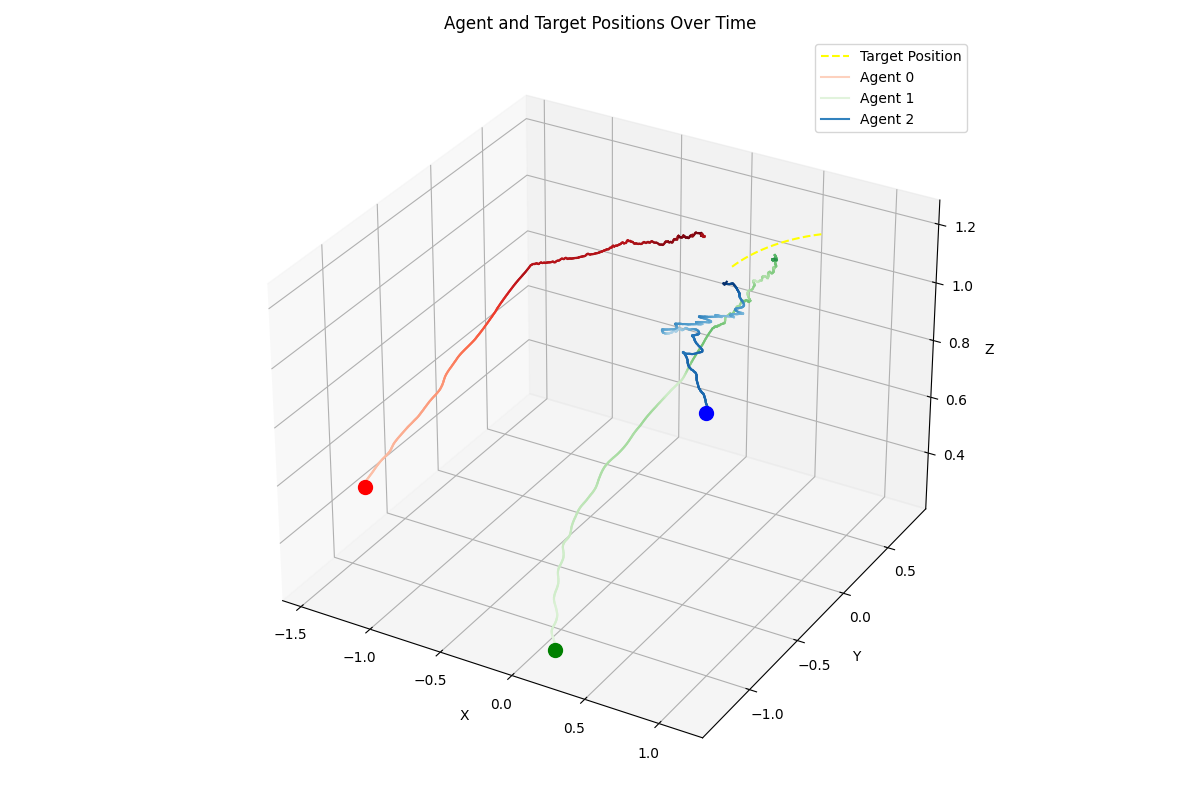 Agent and Target Positions Over Time
Target Position
Agent 0
Agent 1
Agent 2
1.2
1.0
0.8
0.6
0.4
Z
0.5
0.0
−0.5
−1.0
Y
−1.5
−1.0
−0.5
0.0
0.5
1.0
X